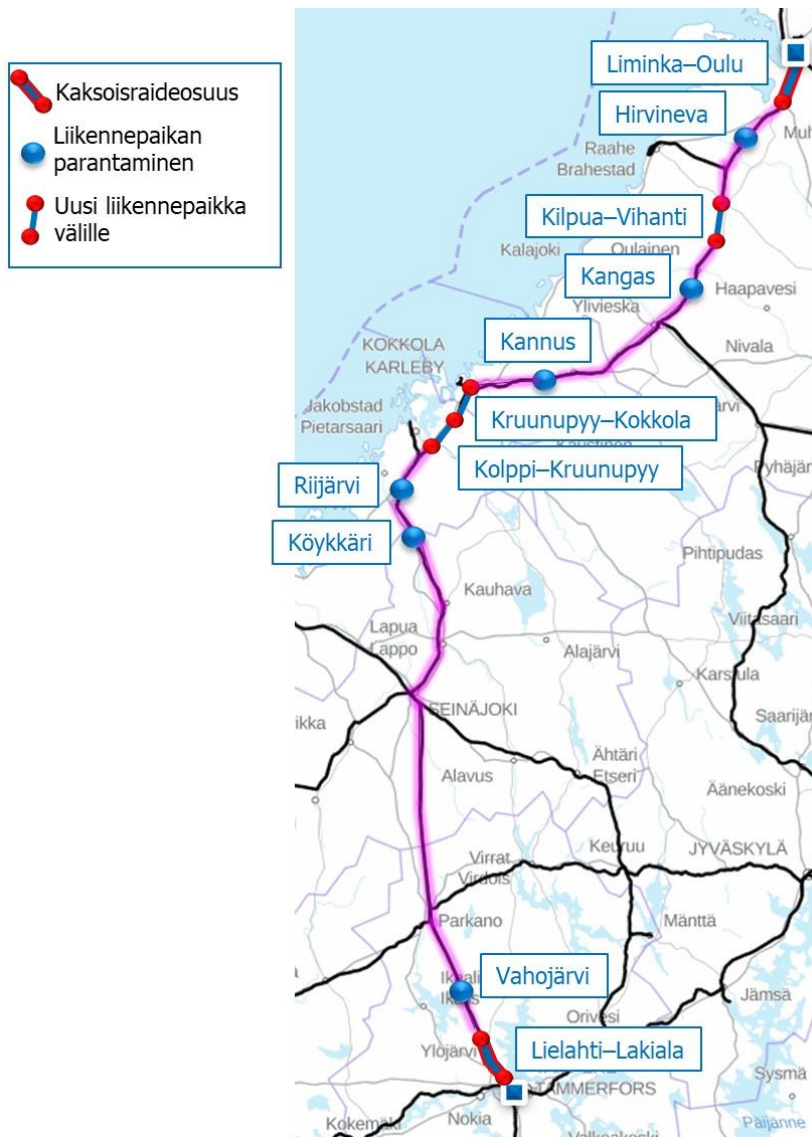 Kaksoisraideosuus
Liikennepaikan
parantaminen
Uusi liikennepaikka
välille
Liminka–Oulu
Hirvineva
Raahe
Brahestad
Kilpua–Vihanti
Kalajoki
Oulainen
Kangas
Haapavesi
Ylivieska
KOKKOLA
KARLEBY
Kannus
Nivala
Jakobstad
Pietarsaari
Kruunupyy–Kokkola
Kolppi–Kruunupyy
Riijärvi
Köykkäri
Pihtipudas
Kauhava
Viitasaari
Lapua
Lappo
Alajärvi
SEINÄJOKI
Ähtäri
Etseri
Alavus
Äänekoski
Keuruu
JYVÄSKYLÄ
Virrat
Virdois
Parkano
Mänttä
Vahojärvi
Jämsä
Orivesi
Ylöjärvi
Lielahti–Lakiala
TAMMERFORS
Sysmä
Nokia
Kokemäki
Päijänne